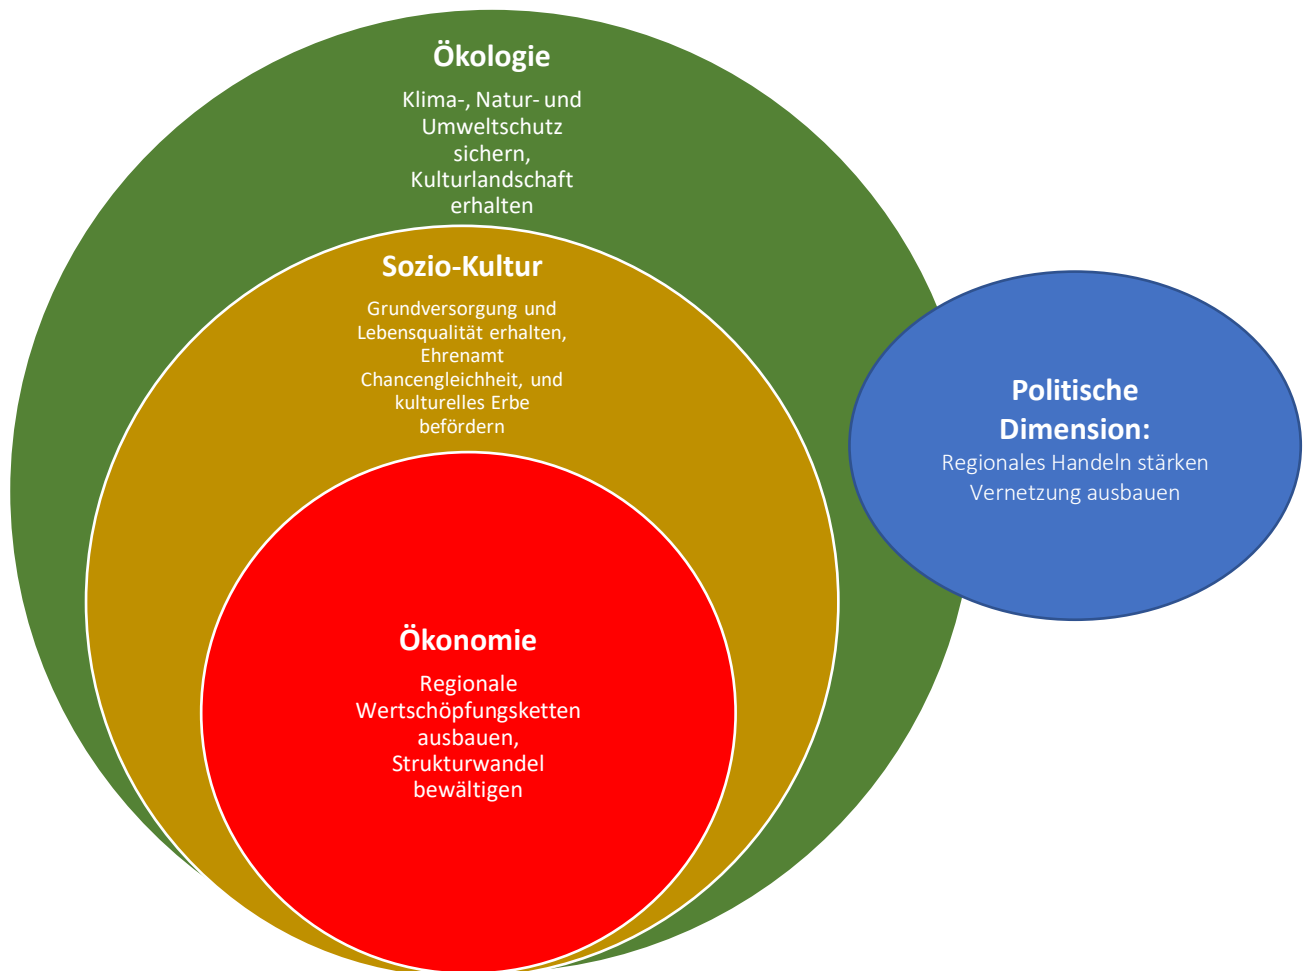 Ökologie
Klima-, Natur- und
Umweltschutz
sichern,
Kulturlandschaft
erhalten
Sozio-Kultur
Grundversorgung und
Lebensqualität erhalten,
Ehrenamt
Chancengleichheit, und
kulturelles Erbe
befördern
Ökonomie
Regionale
Wertschöpfungsketten
ausbauen,
Strukturwandel
bewältigen
Politische
Dimension:
Regionales Handeln stärken
Vernetzung ausbauen